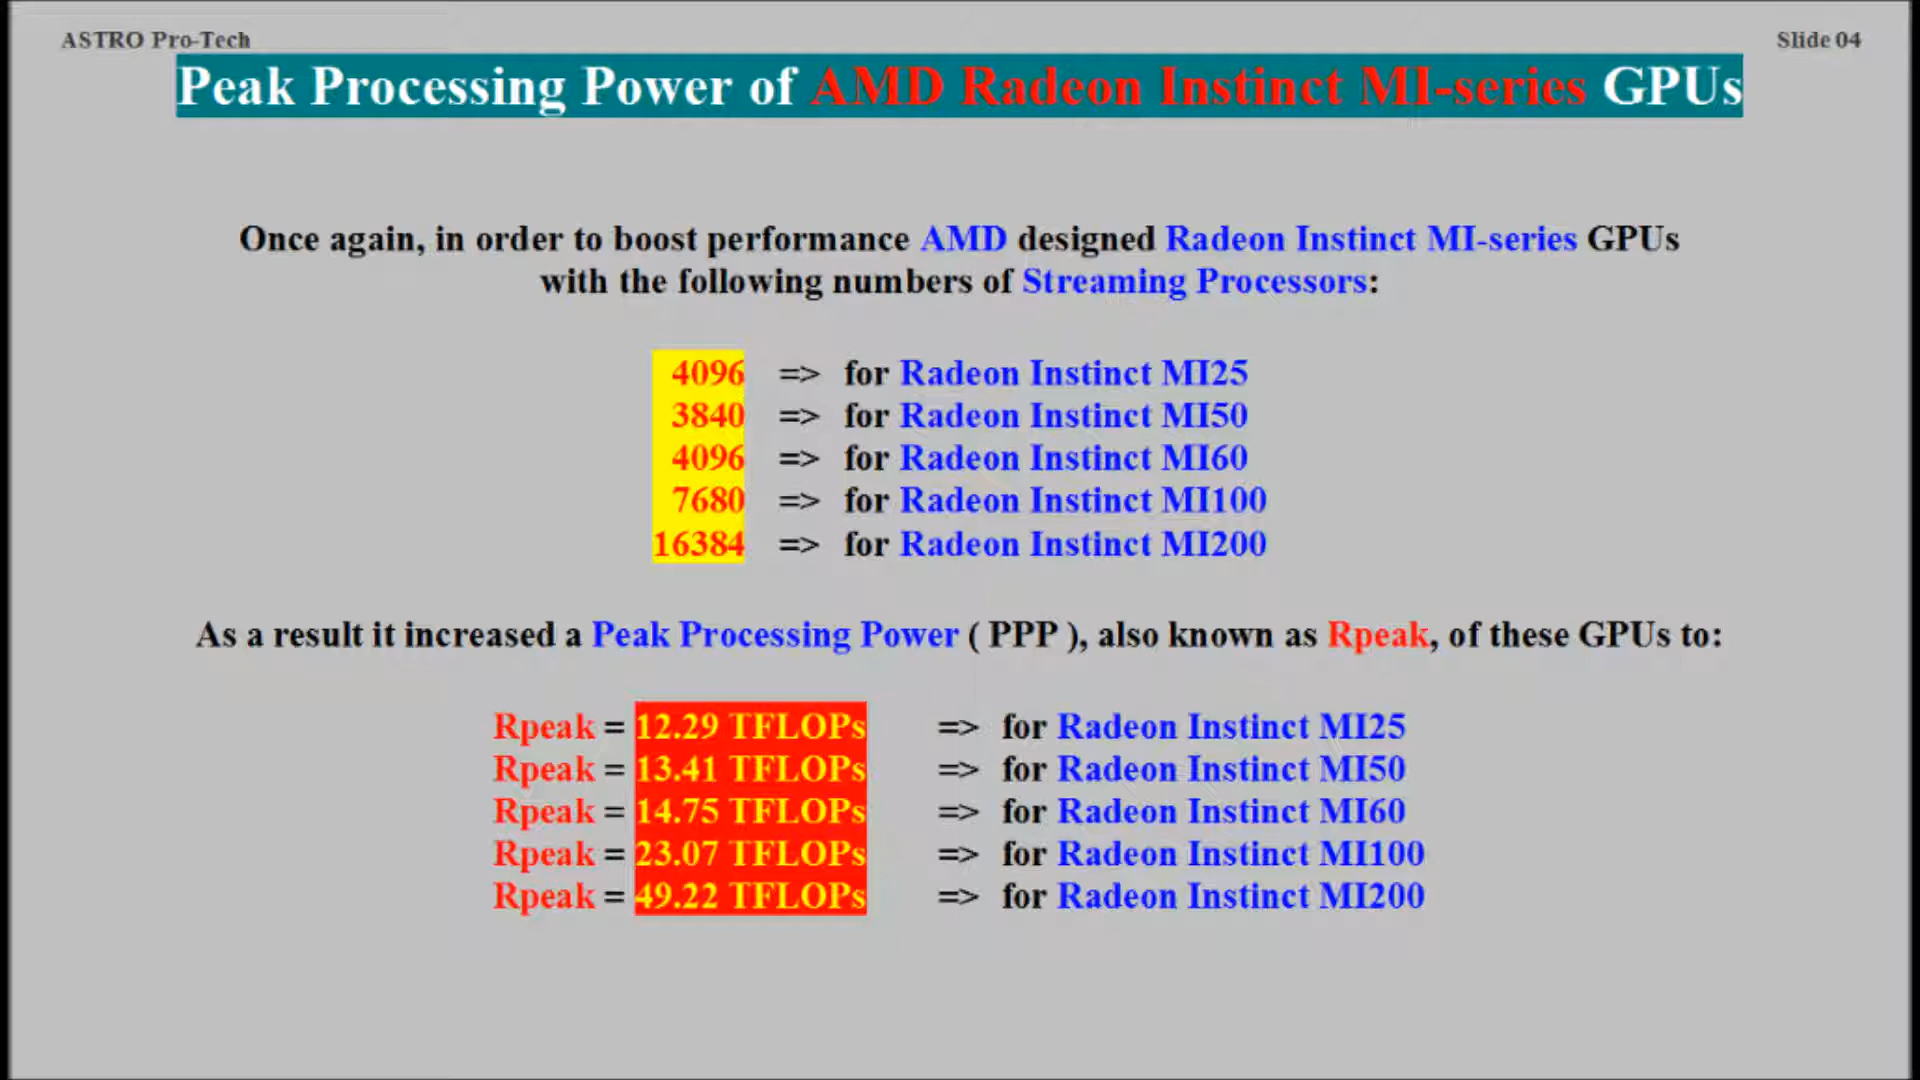 ASTRO Pro-Tech
Slide 04
Peak Processing Power of AMD Radeon Instinct MI-series GPUs
Once again, in order to boost performance AMD designed Radeon Instinct MI-series GPUs
with the following numbers of Streaming Processors:
4096 => for Radeon Instinct MI25
3840 => for Radeon Instinct MI50
4096 => for Radeon Instinct MI60
7680 => for Radeon Instinct MI100
16384 => for Radeon Instinct MI200
As a result it increased a Peak Processing Power ( PPP ), also known as Rpeak, of these GPUs to:
Rpeak = 12.29 TFLOPs => for Radeon Instinct MI25
Rpeak = 13.41 TFLOPs => for Radeon Instinct MI50
Rpeak = 14.75 TFLOPs => for Radeon Instinct MI60
Rpeak = 23.07 TFLOPs => for Radeon Instinct MI100
Rpeak = 49.22 TFLOPs => for Radeon Instinct MI200